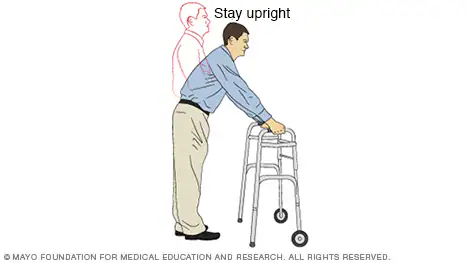 Stay upright
© MAYO FOUNDATION FOR MEDICAL EDUCATION AND RESEARCH. ALL RIGHTS RESERVED.